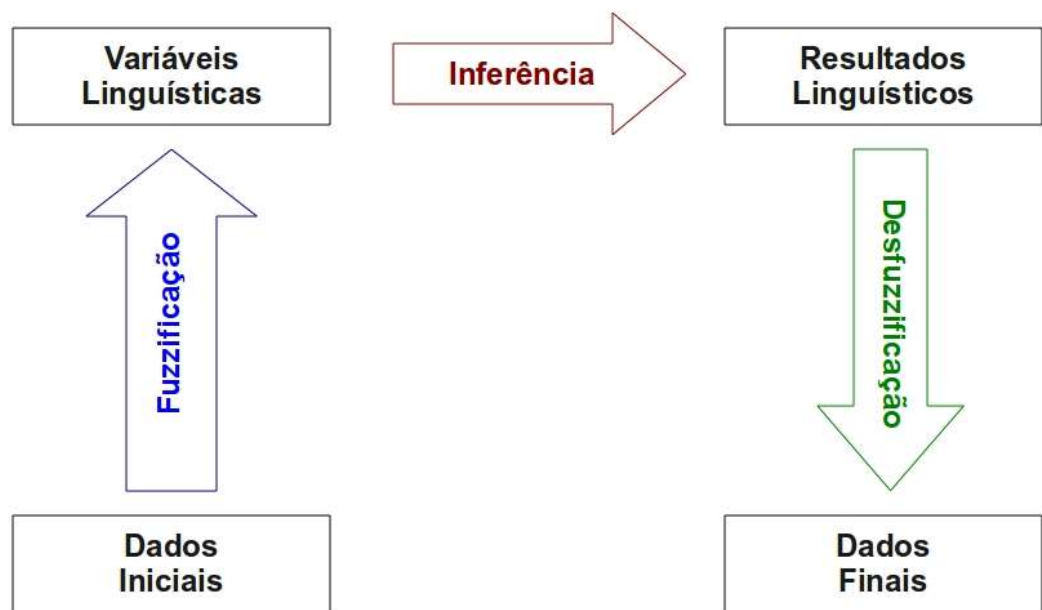 Variáveis
Linguísticas
Inferência
Resultados
Linguísticos
Fuzzificação
Desfuzzificação
Dados
Iniciais
Dados
Finais